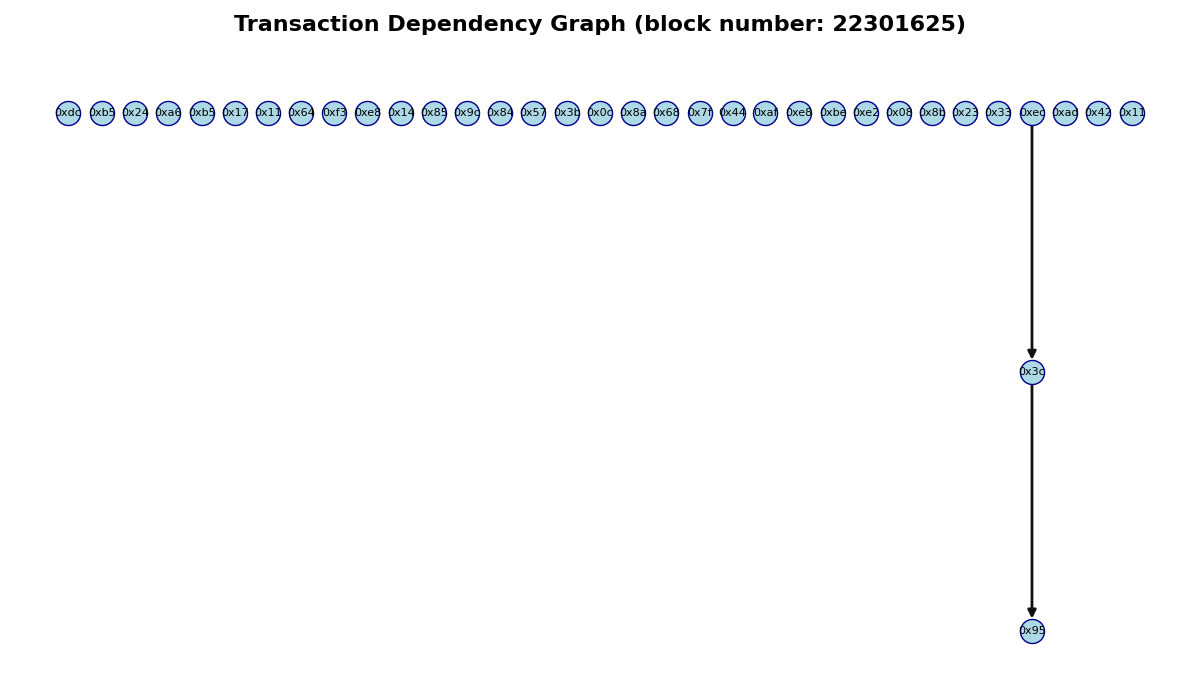 Transaction Dependency Graph (block number: 22301625)
0xdc 0xb5 0x24 0xa6 0xb5 0x17 0x11 0x64 0xf3 0xe8 0x14 0x85 0x9c 0x84 0x57 0x3b 0x0c 0x8a 0x68 0x7f 0x44 0xaf 0xe8 0xbe 0xe2 0x08 0x8b 0x23 0x33 0xec 0xad 0x42 0x11
0x3c
0x95